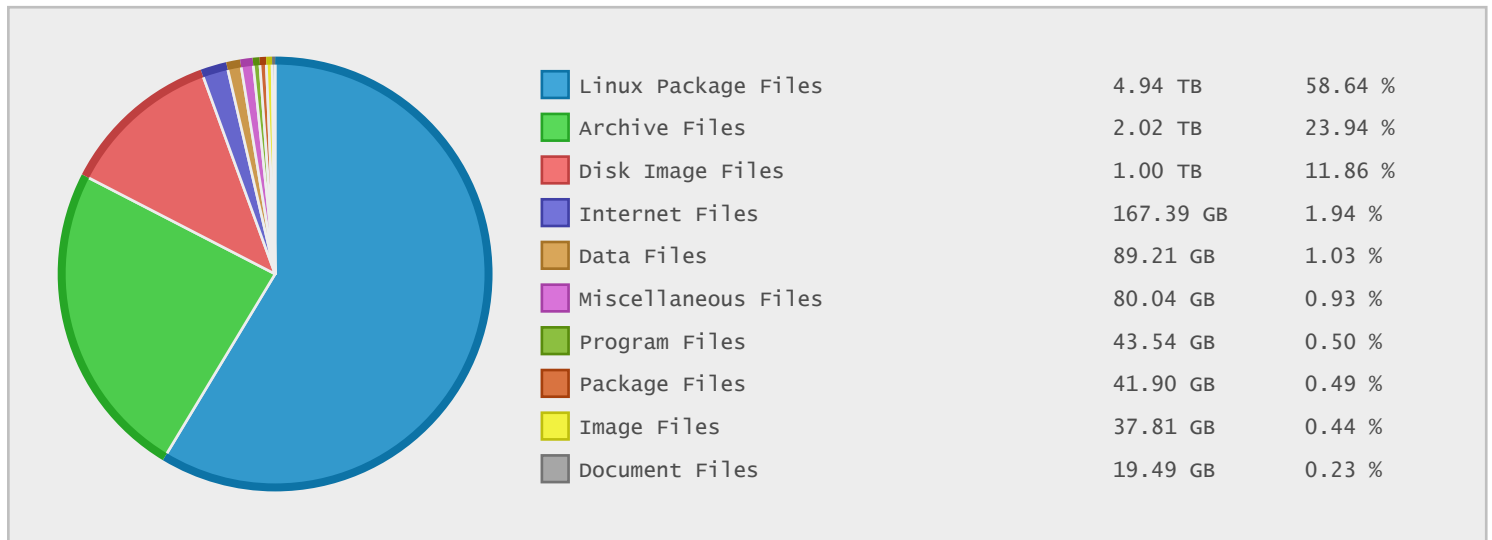 Linux Package Files 4.94 TB 58.64 %
Archive Files 2.02 TB 23.94 %
Disk Image Files 1.00 TB 11.86 %
Internet Files 167.39 GB 1.94 %
Data Files 89.21 GB 1.03 %
Miscellaneous Files 80.04 GB 0.93 %
Program Files 43.54 GB 0.50 %
Package Files 41.90 GB 0.49 %
Image Files 37.81 GB 0.44 %
Document Files 19.49 GB 0.23 %